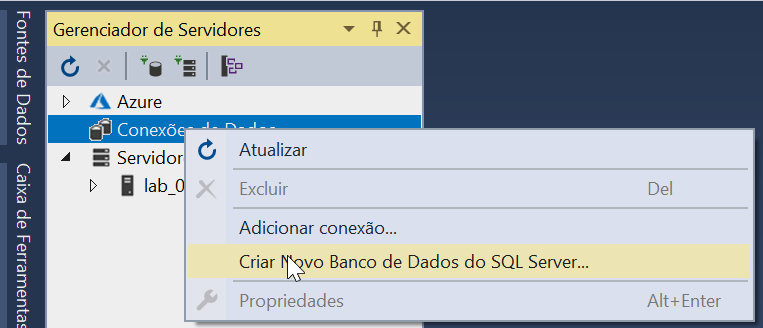 Fontes de Dados
Caixa de Ferramentas
Gerenciador de Servidores
Azure
Conexões de Dados
Servidore
lab_0
Atualizar
Excluir Del
Adicionar conexão...
Criar Novo Banco de Dados do SQL Server...
Propriedades Alt+Enter